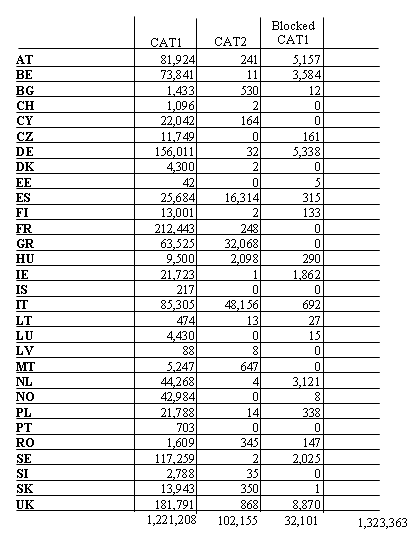 Blocked
CAT1 CAT2 CAT1
AT 81,924 241 5,157
BE 73,841 11 3,584
BG 1,433 530 12
CH 1,096 2 0
CY 22,042 164 0
CZ 11,749 0 161
DE 156,011 32 5,338
DK 4,300 2 0
EE 42 0 5
ES 25,684 16,314 315
FI 13,001 2 133
FR 212,443 248 0
GR 63,525 32,068 0
HU 9,500 2,098 290
IE 21,723 1 1,862
IS 217 0 0
IT 85,305 48,156 692
LT 474 13 27
LU 4,430 0 15
LV 88 8 0
MT 5,247 647 0
NL 44,268 4 3,121
NO 42,984 0 8
PL 21,788 14 338
PT 703 0 0
RO 1,609 345 147
SE 117,259 2 2,025
SI 2,788 35 0
SK 13,943 350 1
UK 181,791 868 8,870
1,221,208 102,155 32,101 1,323,363